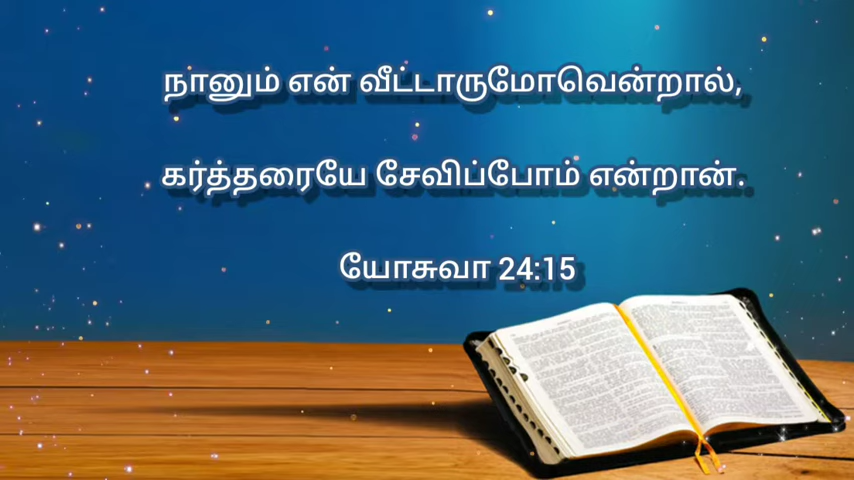 நானும் என் வீட்டாருமோவென்றால்,
கர்த்தரையே சேவிப்போம் என்றான்.
யோசுவா 24:15